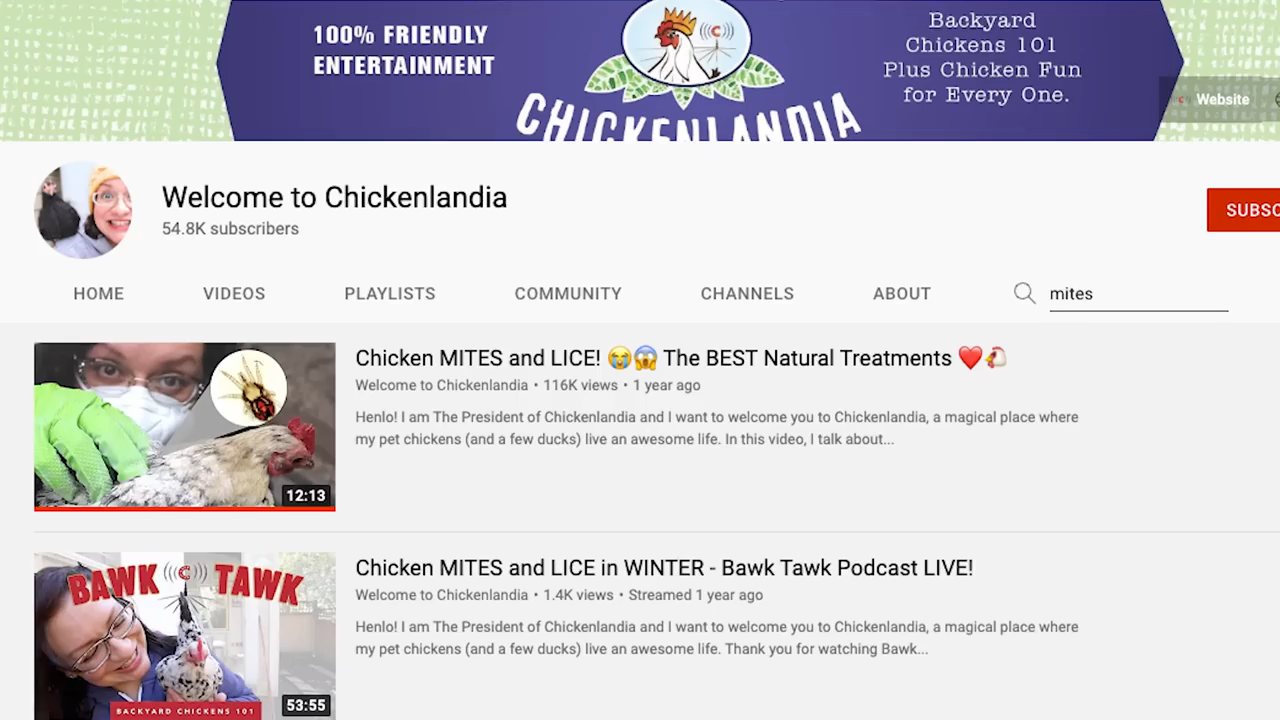 100% FRIENDLY
ENTERTAINMENT
CHICKENLANDIA
Backyard
Chickens 101
Plus Chicken Fun
for Every One.
Website
Welcome to Chickenlandia
54.8K subscribers
SUBSC
HOME VIDEOS PLAYLISTS COMMUNITY CHANNELS ABOUT mites
Chicken MITES and LICE! 😭😱 The BEST Natural Treatments ❤️🐔
Welcome to Chickenlandia • 116K views • 1 year ago
Henlo! I am The President of Chickenlandia and I want to welcome you to Chickenlandia, a magical place where
my pet chickens (and a few ducks) live an awesome life. In this video, I talk about...
12:13
BAWK C TAWK
BACKYARD CHICKENS 101
53:55
Chicken MITES and LICE in WINTER - Bawk Tawk Podcast LIVE!
Welcome to Chickenlandia • 1.4K views • Streamed 1 year ago
Henlo! I am The President of Chickenlandia and I want to welcome you to Chickenlandia, a magical place where
my pet chickens (and a few ducks) live an awesome life. Thank you for watching Bawk...